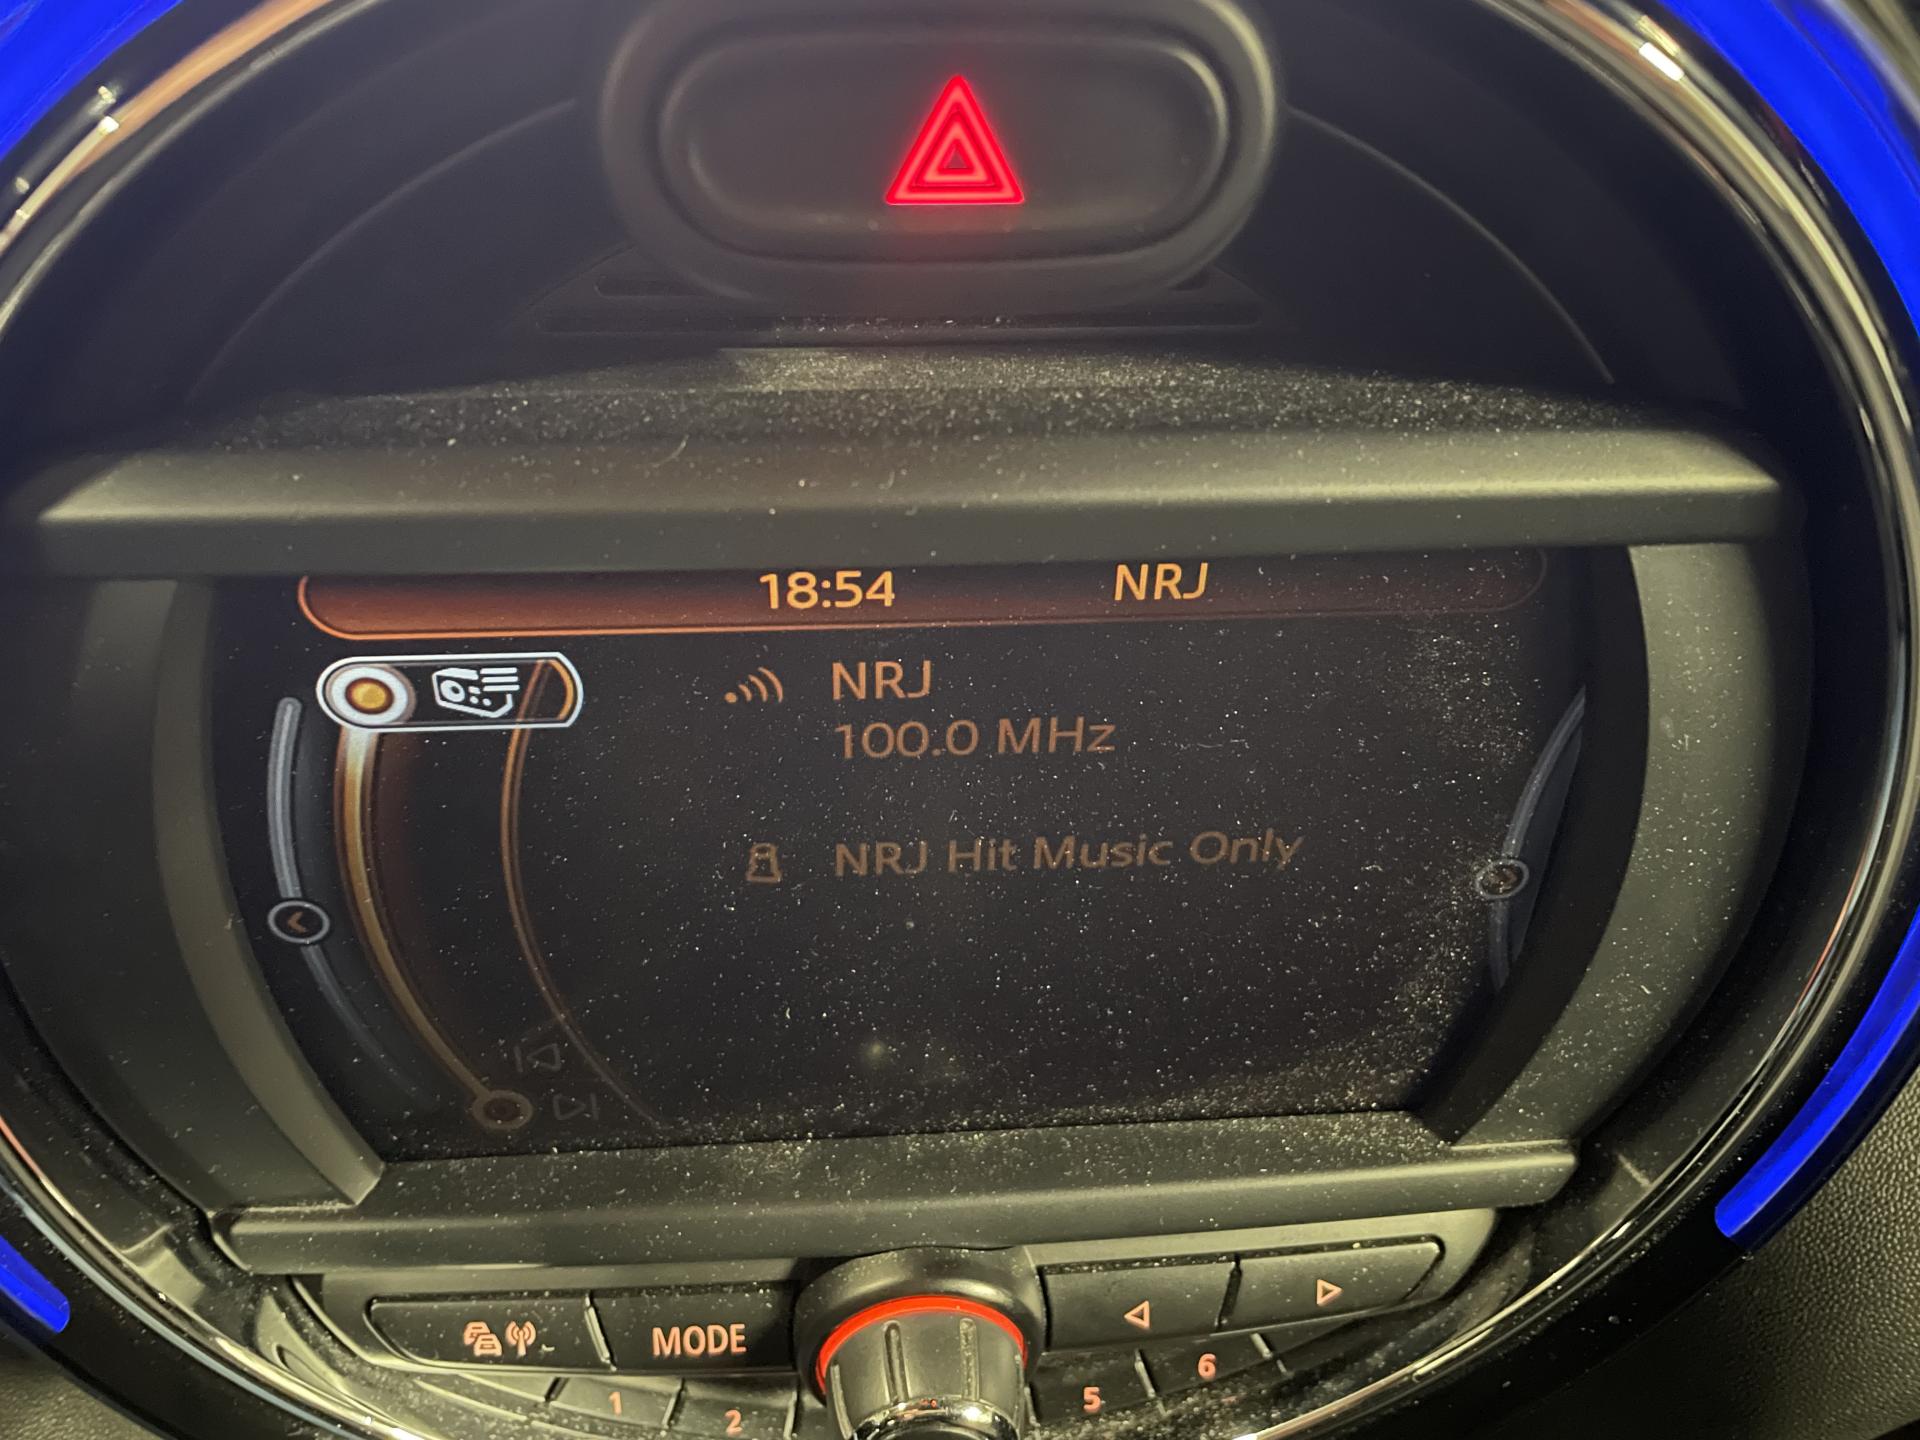 18:54 NRJ
NRJ
100.0 MHz
NRJ Hit Music Only
MODE
1 2 5 6